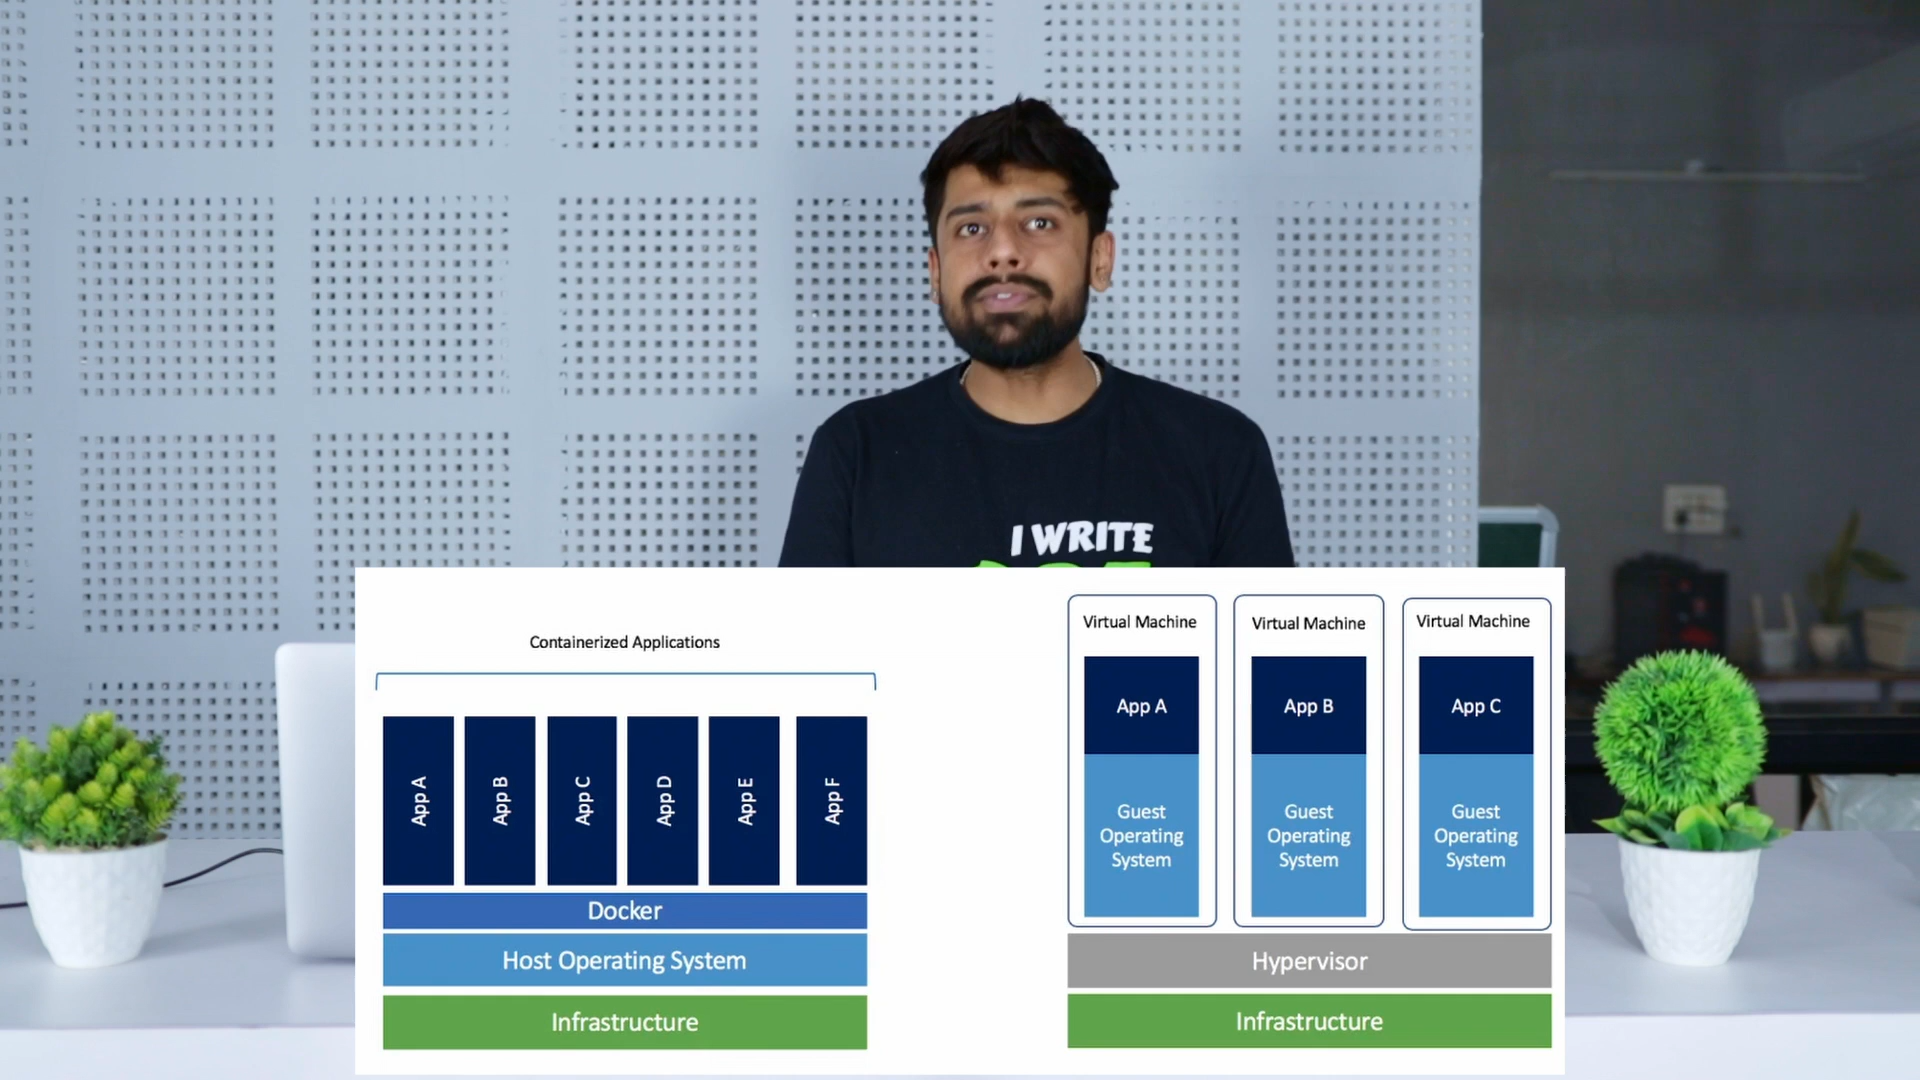 I WRITE
Containerized Applications
App A
App B
App C
App D
App E
App F
Docker
Host Operating System
Infrastructure
Virtual Machine
App A
Guest
Operating
System
Virtual Machine
App B
Guest
Operating
System
Virtual Machine
App C
Guest
Operating
System
Hypervisor
Infrastructure